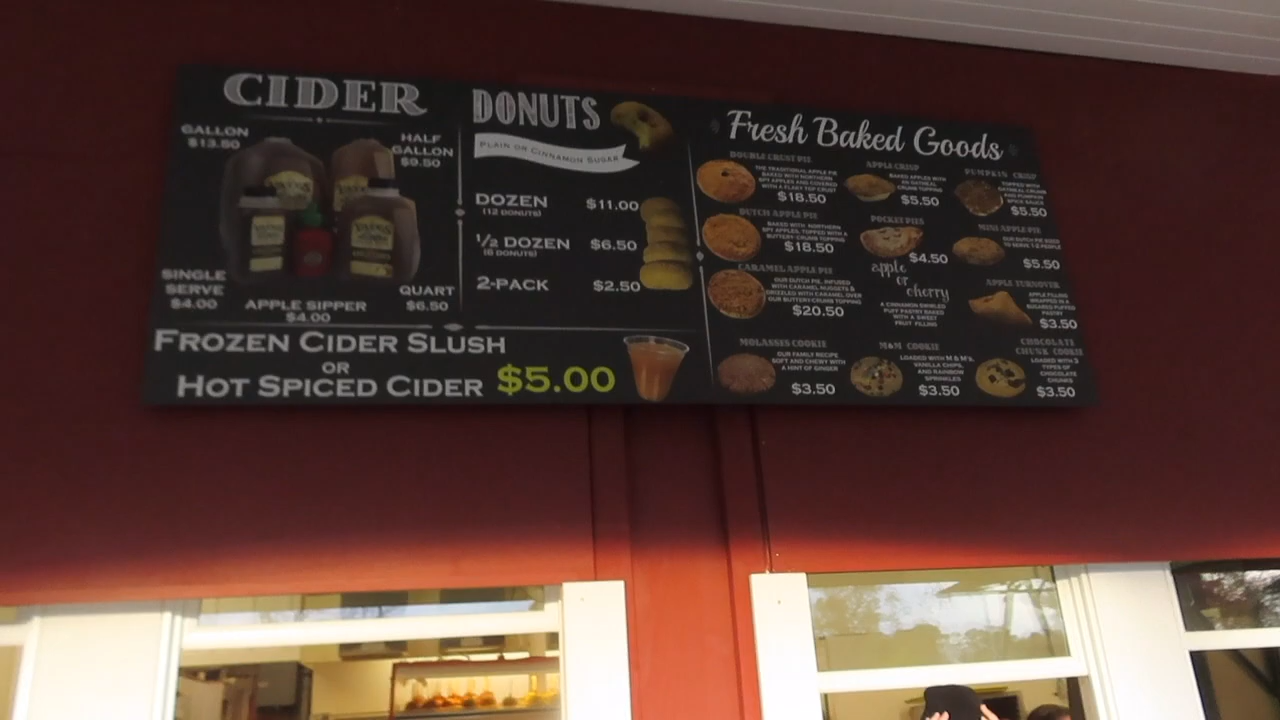 CIDER
GALLON
$13.50
HALF
GALLON
$9.50
SINGLE
SERVE
$4.00
APPLE SIPPER
$4.00
QUART
$6.50
DONUTS
PLAIN OR CINNAMON SUGAR
DOZEN $11.00
(12 DONUTS)
1/2 DOZEN $6.50
(6 DONUTS)
2-PACK $2.50
FROZEN CIDER SLUSH
OR
HOT SPICED CIDER $5.00
Fresh Baked Goods
DOUBLE CRUST PIE
THE TRADITIONAL APPLE PIE
BAKED WITH NORTHERN
SPY APPLES AND COVERED
WITH A FLAKY TOP CRUST
$18.50
APPLE CRISP
BAKED APPLES WITH
AN OATMEAL
CRUMB TOPPING
$5.50
PUMPKIN CRISP
TOPPED WITH
OATMEAL CRUMB
AND PUMPKIN
SPICE SAUCE
$5.50
DUTCH APPLE PIE
BAKED WITH NORTHERN
SPY APPLES, TOPPED WITH A
BUTTERY-CRUMB TOPPING
$18.50
POCKET PIES
$4.50
apple
or
cherry
A CINNAMON SWIRLED
PUFF PASTRY BAKED
WITH A SWEET
FRUIT FILLING
MINI APPLE PIE
OUR DUTCH PIE SIZED
TO SERVE 1-2 PEOPLE
$5.50
CARAMEL APPLE PIE
OUR DUTCH PIE, INFUSED
WITH CARAMEL NUGGETS &
DRIZZLED WITH CARAMEL OVER
OUR BUTTERY-CRUMB TOPPING
$20.50
APPLE TURNOVER
APPLE FILLING
WRAPPED IN A
SUGARED PUFFED
PASTRY
$3.50
MOLASSES COOKIE
OUR FAMILY RECIPE
SOFT AND CHEWY WITH
A HINT OF GINGER
$3.50
M&M COOKIE
LOADED WITH M & M'S,
VANILLA CHIPS,
AND RAINBOW
SPRINKLES
$3.50
CHOCOLATE
CHUNK COOKIE
LOADED WITH 3
TYPES OF
CHOCOLATE
CHUNKS
$3.50